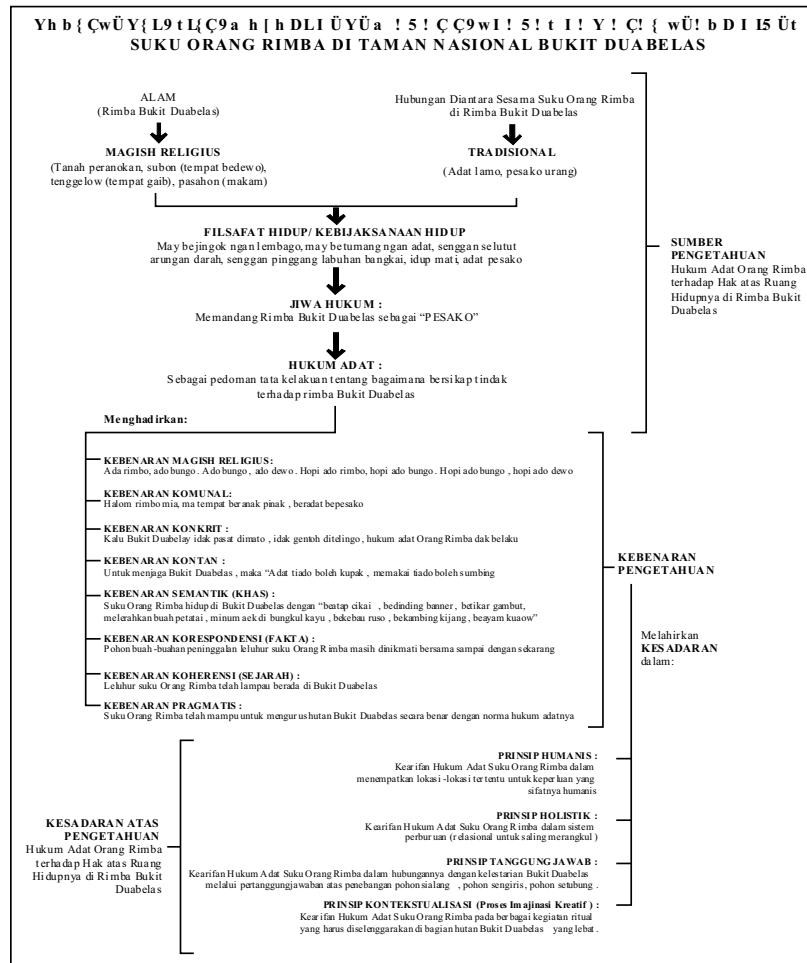 SUKU ORANG RIMBA DI TAMAN NASIONAL BUKIT DUABELAS
ALAM
(Rimba Bukit Duabelas)
Hubungan Diantara Sesama Suku Orang Rimba
di Rimba Bukit Duabelas
MAGISH RELIGIUS
(Tanah peranokan, subon (tempat bedewo),
tenggelow (tempat gaib), pasahon (makam)
TRADISIONAL
(Adat lamo, pesako urang)
FILSAFAT HIDUP/ KEBIJAKSANAAN HIDUP
May bejingok ngan lembago, may betumang ngan adat, senggan selutut
arungan darah, senggan pinggang labuhan bangkai, idup mati, adat pesako
JIWA HUKUM :
Memandang Rimba Bukit Duabelas sebagai “PESAKO”
HUKUM ADAT :
Sebagai pedoman tata kelakuan tentang bagaimana bersikap tindak
terhadap rimba Bukit Duabelas
SUMBER
PENGETAHUAN
Hukum Adat Orang Rimba
terhadap Hak atas Ruang
Hidupnya di Rimba Bukit
Duabelas
Menghadirkan:
KEBENARAN MAGISH RELIGIUS:
Ada rimbo, ado bungo. Ado bungo, ado dewo. Hopi ado rimbo, hopi ado bungo. Hopi ado bungo, hopi ado dewo
KEBENARAN KOMUNAL:
Halom rimbo mia, ma tempat beranak pinak, beradat bepesako
KEBENARAN KONKRIT :
Kalu Bukit Duabelay idak pasat dimato, idak gentoh ditelingo, hukum adat Orang Rimba dak belaku
KEBENARAN KONTAN :
Untuk menjaga Bukit Duabelas, maka “Adat tiado boleh kupak, memakai tiado boleh sumbing
KEBENARAN SEMANTIK (KHAS) :
Suku Orang Rimba hidup di Bukit Duabelas dengan “beatap cikai, bedinding banner, betikar gambut,
melerahkan buah petatai, minum aek di bungkul kayu, bekebau ruso, bekambing kijang, beayam kuaow”
KEBENARAN KORESPONDENSI (FAKTA) :
Pohon buah-buahan peninggalan leluhur suku Orang Rimba masih dinikmati bersama sampai dengan sekarang
KEBENARAN KOHERENSI (SEJARAH) :
Leluhur suku Orang Rimba telah lampau berada di Bukit Duabelas
KEBENARAN PRAGMATIS :
Suku Orang Rimba telah mampu untuk mengurus hutan Bukit Duabelas secara benar dengan norma hukum adatnya
KEBENARAN
PENGETAHUAN
Melahirkan
KESADARAN
dalam:
PRINSIP HUMANIS :
Kearifan Hukum Adat Suku Orang Rimba dalam
menempatkan lokasi-lokasi tertentu untuk keperluan yang
sifatnya humanis
PRINSIP HOLISTIK :
Kearifan Hukum Adat Suku Orang Rimba dalam sistem
perburuan (relasional untuk saling merangkul)
PRINSIP TANGGUNG JAWAB :
Kearifan Hukum Adat Suku Orang Rimba dalam hubungannya dengan kelestarian Bukit Duabelas
melalui pertanggungjawaban atas penebangan pohon sialang, pohon sengiris, pohon setubung.
PRINSIP KONTEKSTUALISASI (Proses Imajinasi Kreatif) :
Kearifan Hukum Adat Suku Orang Rimba pada berbagai kegiatan ritual
yang harus diselenggarakan di bagian hutan Bukit Duabelas yang lebat.
KESADARAN ATAS
PENGETAHUAN
Hukum Adat Orang Rimba
terhadap Hak atas Ruang
Hidupnya di Rimba Bukit
Duabelas